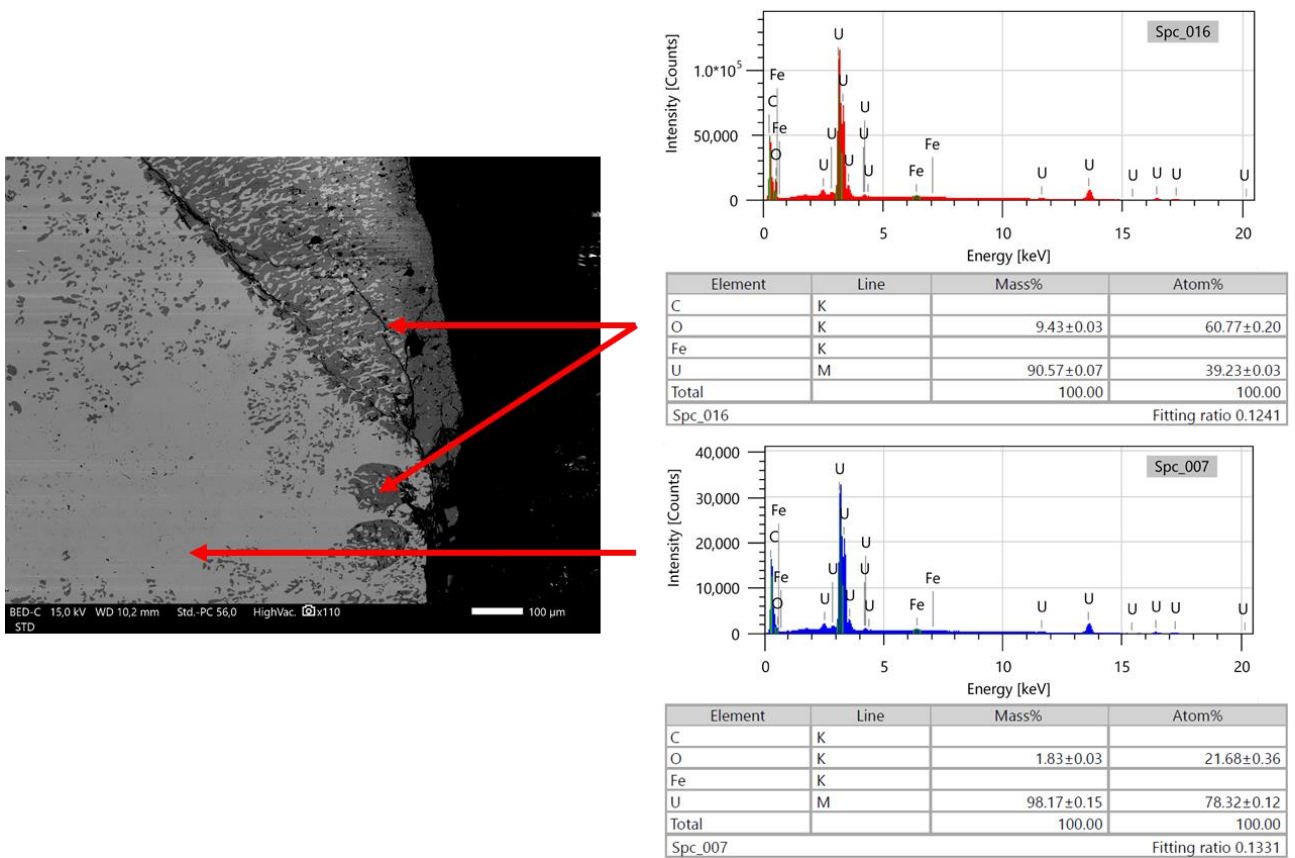 Spc_016
Intensity [Counts]
1.0*10⁵
50,000
0
Fe
C
Fe
O
U
U
U
U
U
U
U
U
Fe
Fe
U
U
U
U
U
U
0 5 10 15 20
Energy [keV]
Element Line Mass% Atom%
C K
O K 9.43±0.03 60.77±0.20
Fe K
U M 90.57±0.07 39.23±0.03
Total 100.00 100.00
Spc_016 Fitting ratio 0.1241
BED-C 15,0 kV WD 10,2 mm Std.-PC 56,0 HighVac. x110 100 µm
STD
Spc_007
Intensity [Counts]
40,000
30,000
20,000
10,000
0
Fe
C
Fe
O
U
U
U
U
U
U
U
U
Fe
Fe
U
U
U
U
U
U
0 5 10 15 20
Energy [keV]
Element Line Mass% Atom%
C K
O K 1.83±0.03 21.68±0.36
Fe K
U M 98.17±0.15 78.32±0.12
Total 100.00 100.00
Spc_007 Fitting ratio 0.1331